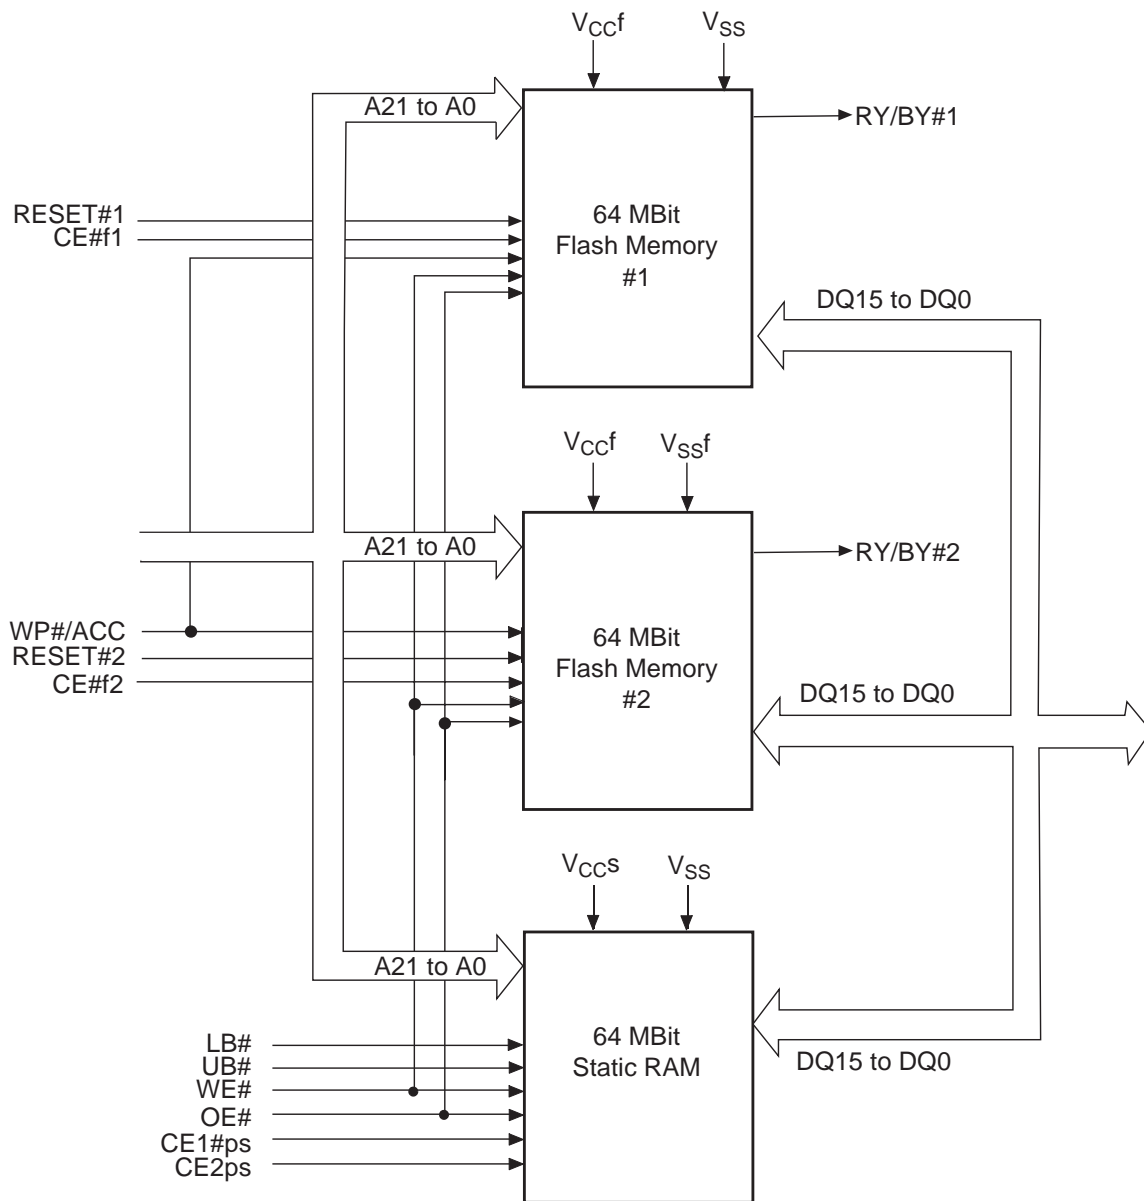 VCCf
VSS
A21 to A0
RY/BY#1
RESET#1
CE#f1
64 MBit
Flash Memory
#1
DQ15 to DQ0
VCCf
VSSf
A21 to A0
RY/BY#2
WP#/ACC
RESET#2
CE#f2
64 MBit
Flash Memory
#2
DQ15 to DQ0
VCCs
VSS
A21 to A0
LB#
UB#
WE#
OE#
CE1#ps
CE2ps
64 MBit
Static RAM
DQ15 to DQ0